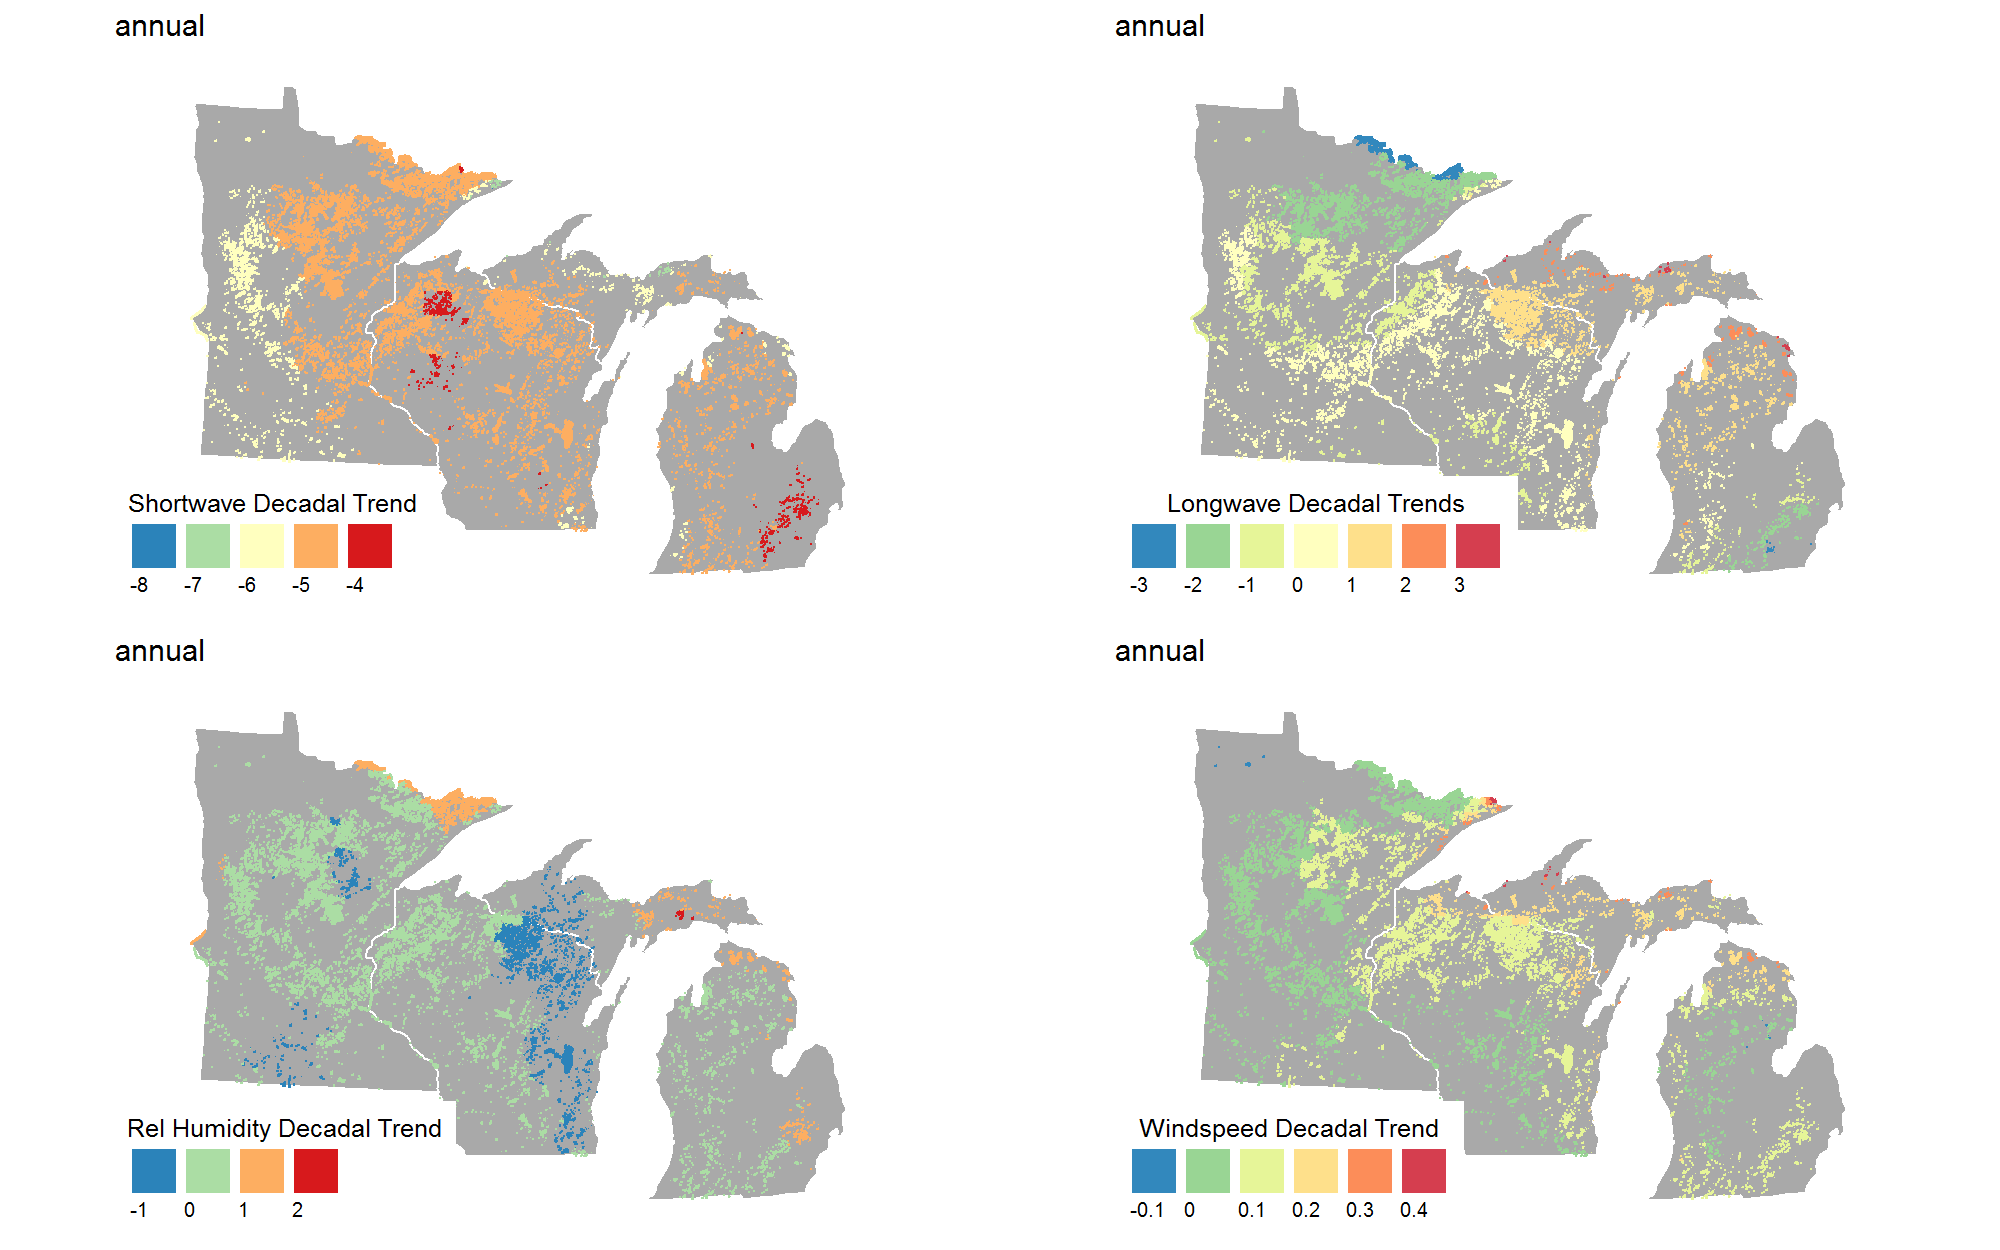 annual
Shortwave Decadal Trend
-8 -7 -6 -5 -4
annual
Longwave Decadal Trends
-3 -2 -1 0 1 2 3
annual
Rel Humidity Decadal Trend
-1 0 1 2
annual
Windspeed Decadal Trend
-0.1 0 0.1 0.2 0.3 0.4